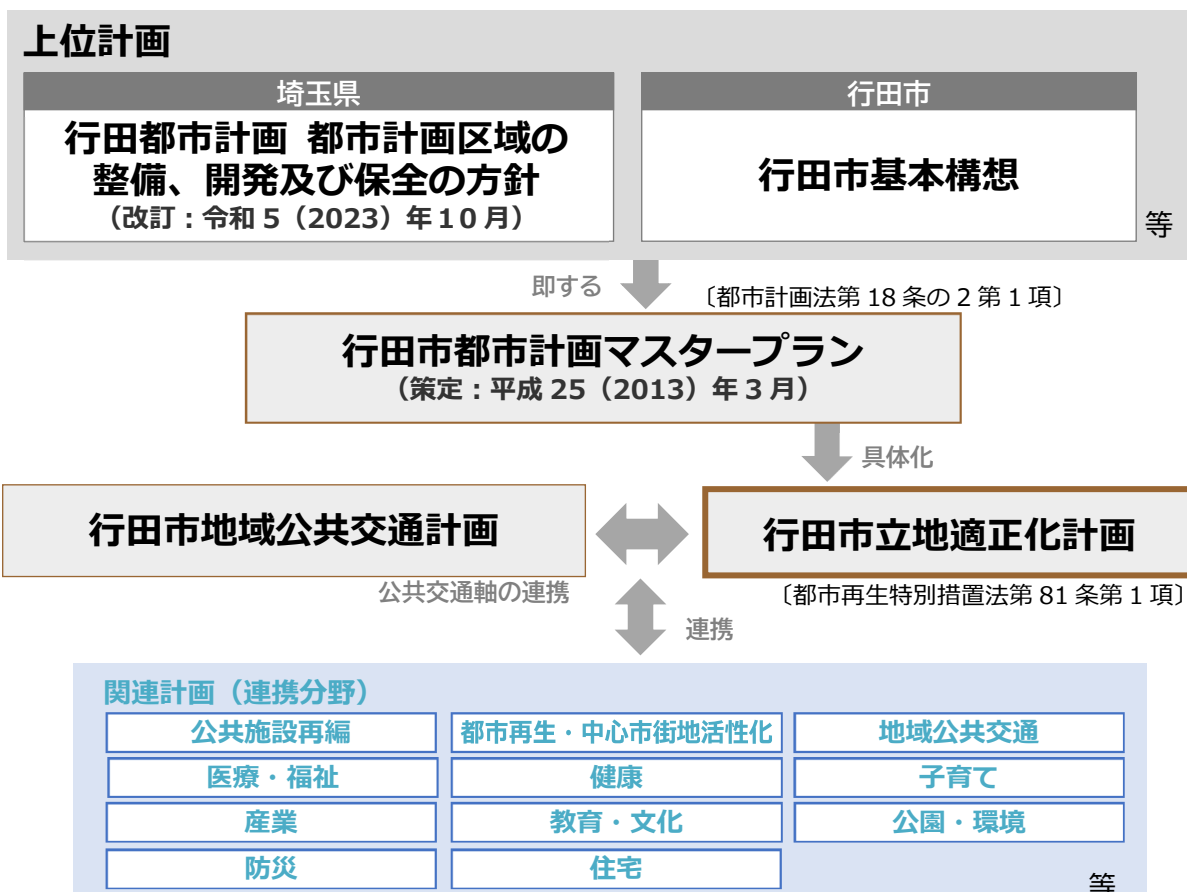 上位計画
埼玉県
行田都市計画 都市計画区域の
整備、開発及び保全の方針
（改訂：令和5（2023）年10月）
行田市
行田市基本構想
等
即する
〔都市計画法第18条の2第1項〕
行田市都市計画マスタープラン
（策定：平成25（2013）年3月）
具体化
行田市地域公共交通計画
行田市立地適正化計画
公共交通軸の連携
〔都市再生特別措置法第81条第1項〕
連携
関連計画（連携分野）
公共施設再編
都市再生・中心市街地活性化
地域公共交通
医療・福祉
健康
子育て
産業
教育・文化
公園・環境
防災
住宅
等